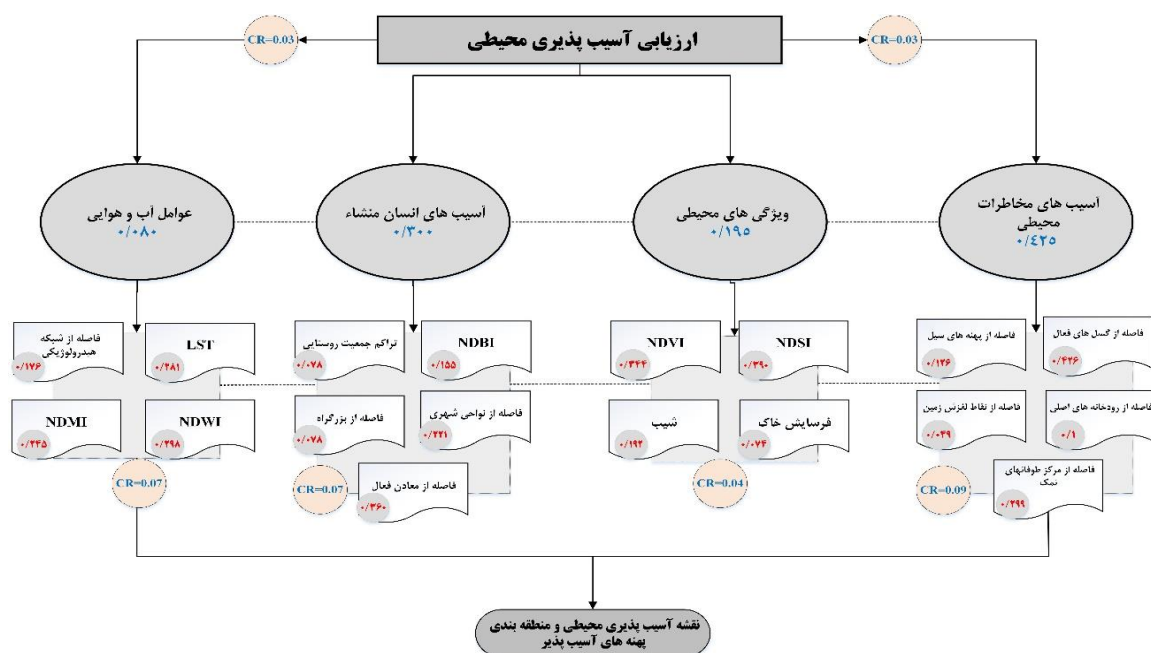 ارزیابی آسیب پذیری محیطی
CR=0.03
CR=0.03
آسیب های مخاطرات
محیطی
۰/٤۲۵
ویژگی های محیطی
۰/۱۹۵
آسیب های انسان منشاء
۰/۳۰۰
عوامل آب و هوایی
۰/۰۸۰
فاصله از گسل های فعال
۰/۴۲۶
فاصله از پهنه های سیل
۰/۱۲۶
فاصله از رودخانه های اصلی
۰/۱
فاصله از نقاط لغزش زمین
۰/۰۴۹
فاصله از مرکز طوفانهای
نمک
۰/۲۹۹
CR=0.09
NDSI
۰/۳۹۰
NDVI
۰/۳۴۴
فرسایش خاک
۰/۰۷۴
شیب
۰/۱۹۲
CR=0.04
NDBI
۰/۱۵۵
تراکم جمعیت روستایی
۰/۰۷۸
فاصله از نواحی شهری
۰/۲۲۱
فاصله از بزرگراه
۰/۰۷۸
فاصله از معادن فعال
۰/۳۶۰
CR=0.07
LST
۰/۲۸۱
فاصله از شبکه
هیدرولوژیکی
۰/۱۷۶
NDWI
۰/۲۹۸
NDMI
۰/۲۴۵
CR=0.07
نقشه آسیب پذیری محیطی و منطقه بندی
پهنه های آسیب پذیر